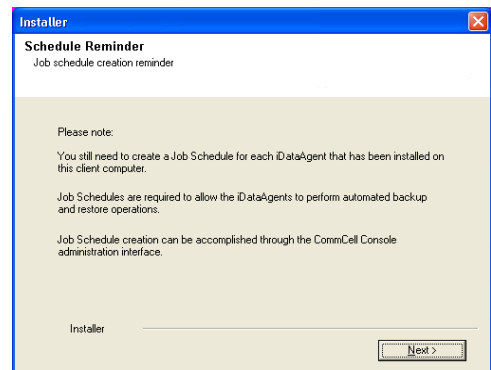 Installer
Schedule Reminder
Job schedule creation reminder
Please note:
You still need to create a Job Schedule for each iDataAgent that has been installed on
this client computer.
Job Schedules are required to allow the iDataAgents to perform automated backup
and restore operations.
Job Schedule creation can be accomplished through the CommCell Console
administration interface.
Installer
Next >